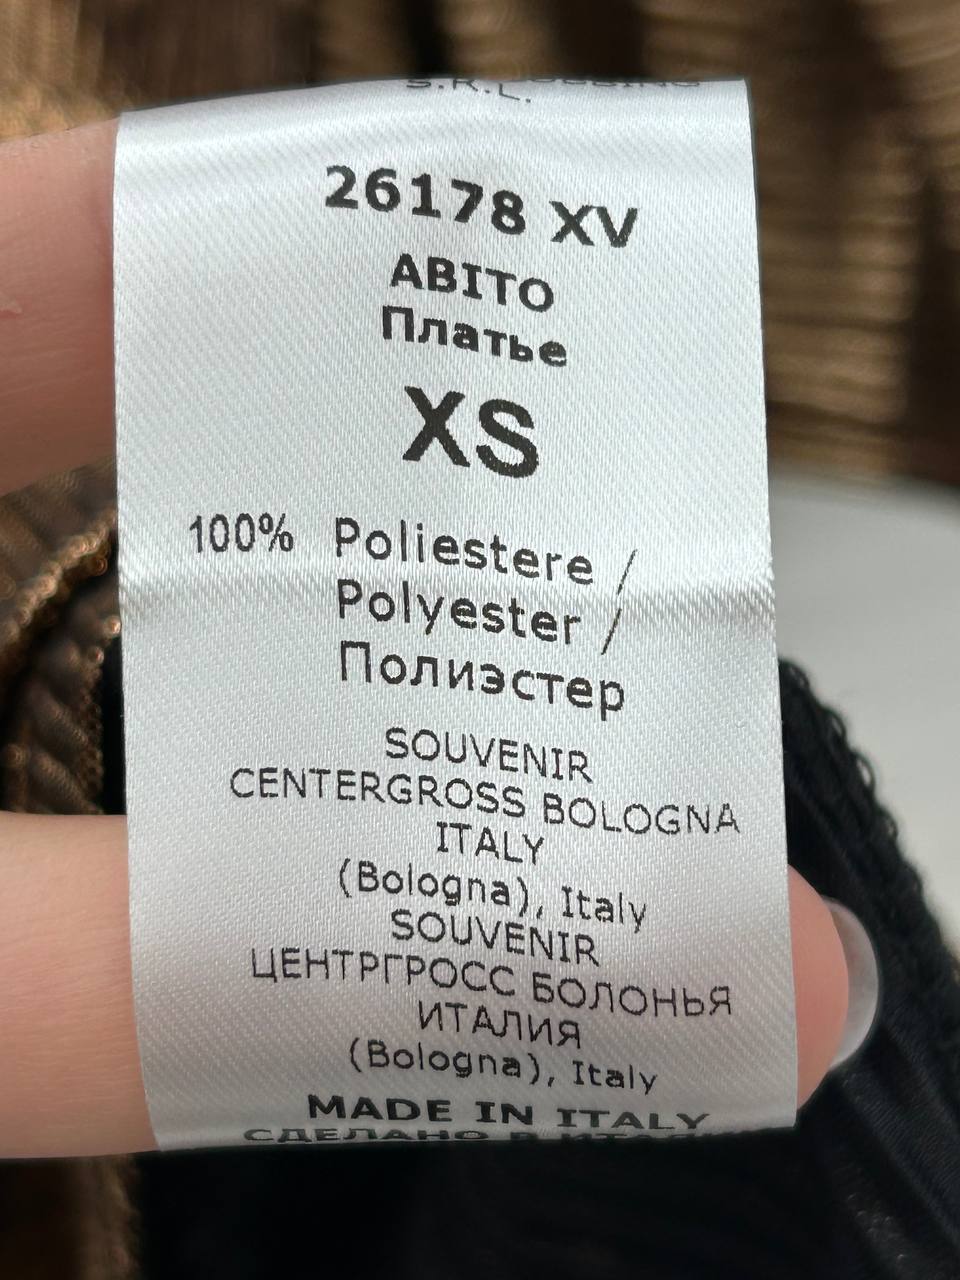 S.R.L.
26178 XV
ABITO
Платье
XS
100% Poliestere /
Polyester /
Полиэстер
SOUVENIR
CENTERGROSS BOLOGNA
ITALY
(Bologna), Italy
SOUVENIR
ЦЕНТРГРОСС БОЛОНЬЯ
ИТАЛИЯ
(Bologna), Italy
MADE IN ITALY
СДЕЛАНО В